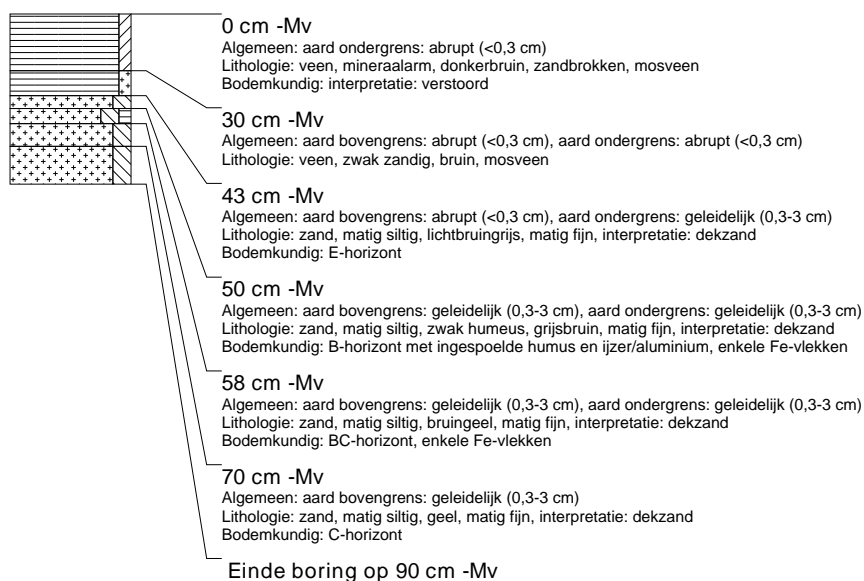 0 cm -Mv
Algemeen: aard ondergrens: abrupt (<0,3 cm)
Lithologie: veen, mineraalarm, donkerbruin, zandbrokken, mosveen
Bodemkundig: interpretatie: verstoord
30 cm -Mv
Algemeen: aard bovengrens: abrupt (<0,3 cm), aard ondergrens: abrupt (<0,3 cm)
Lithologie: veen, zwak zandig, bruin, mosveen
43 cm -Mv
Algemeen: aard bovengrens: abrupt (<0,3 cm), aard ondergrens: geleidelijk (0,3-3 cm)
Lithologie: zand, matig siltig, lichtbruingrijs, matig fijn, interpretatie: dekzand
Bodemkundig: E-horizont
50 cm -Mv
Algemeen: aard bovengrens: geleidelijk (0,3-3 cm), aard ondergrens: geleidelijk (0,3-3 cm)
Lithologie: zand, matig siltig, zwak humeus, grijsbruin, matig fijn, interpretatie: dekzand
Bodemkundig: B-horizont met ingespoelde humus en ijzer/aluminium, enkele Fe-vlekken
58 cm -Mv
Algemeen: aard bovengrens: geleidelijk (0,3-3 cm), aard ondergrens: geleidelijk (0,3-3 cm)
Lithologie: zand, matig siltig, bruingeel, matig fijn, interpretatie: dekzand
Bodemkundig: BC-horizont, enkele Fe-vlekken
70 cm -Mv
Algemeen: aard bovengrens: geleidelijk (0,3-3 cm)
Lithologie: zand, matig siltig, geel, matig fijn, interpretatie: dekzand
Bodemkundig: C-horizont
Einde boring op 90 cm -Mv